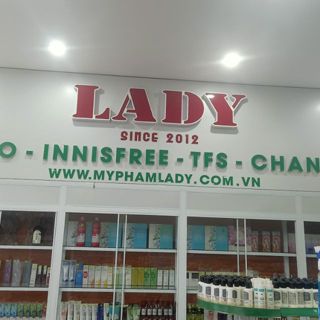 LADY
SINCE 2012
O - INNISFREE - TFS - CHAN
WWW.MYPHAMLADY.COM.VN